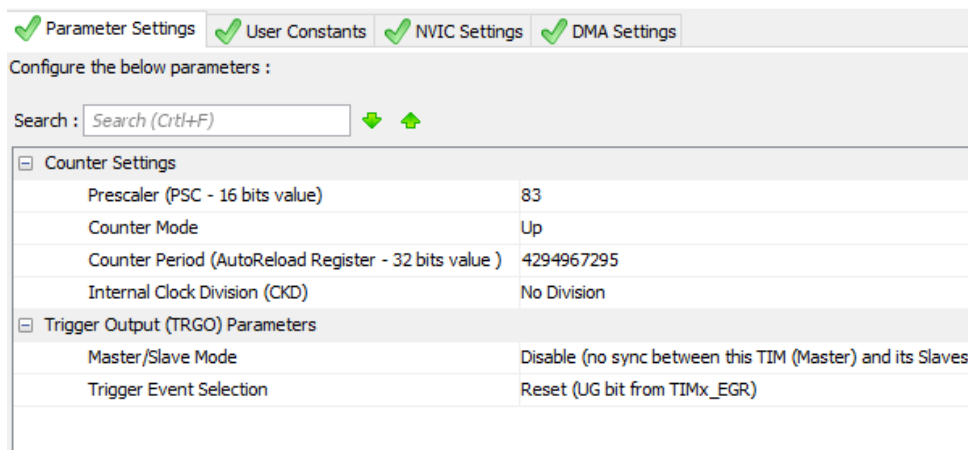 Parameter Settings User Constants NVIC Settings DMA Settings
Configure the below parameters :
Search : Search (Crtl+F)
Counter Settings
Prescaler (PSC - 16 bits value) 83
Counter Mode Up
Counter Period (AutoReload Register - 32 bits value ) 4294967295
Internal Clock Division (CKD) No Division
Trigger Output (TRGO) Parameters
Master/Slave Mode Disable (no sync between this TIM (Master) and its Slaves
Trigger Event Selection Reset (UG bit from TIMx_EGR)